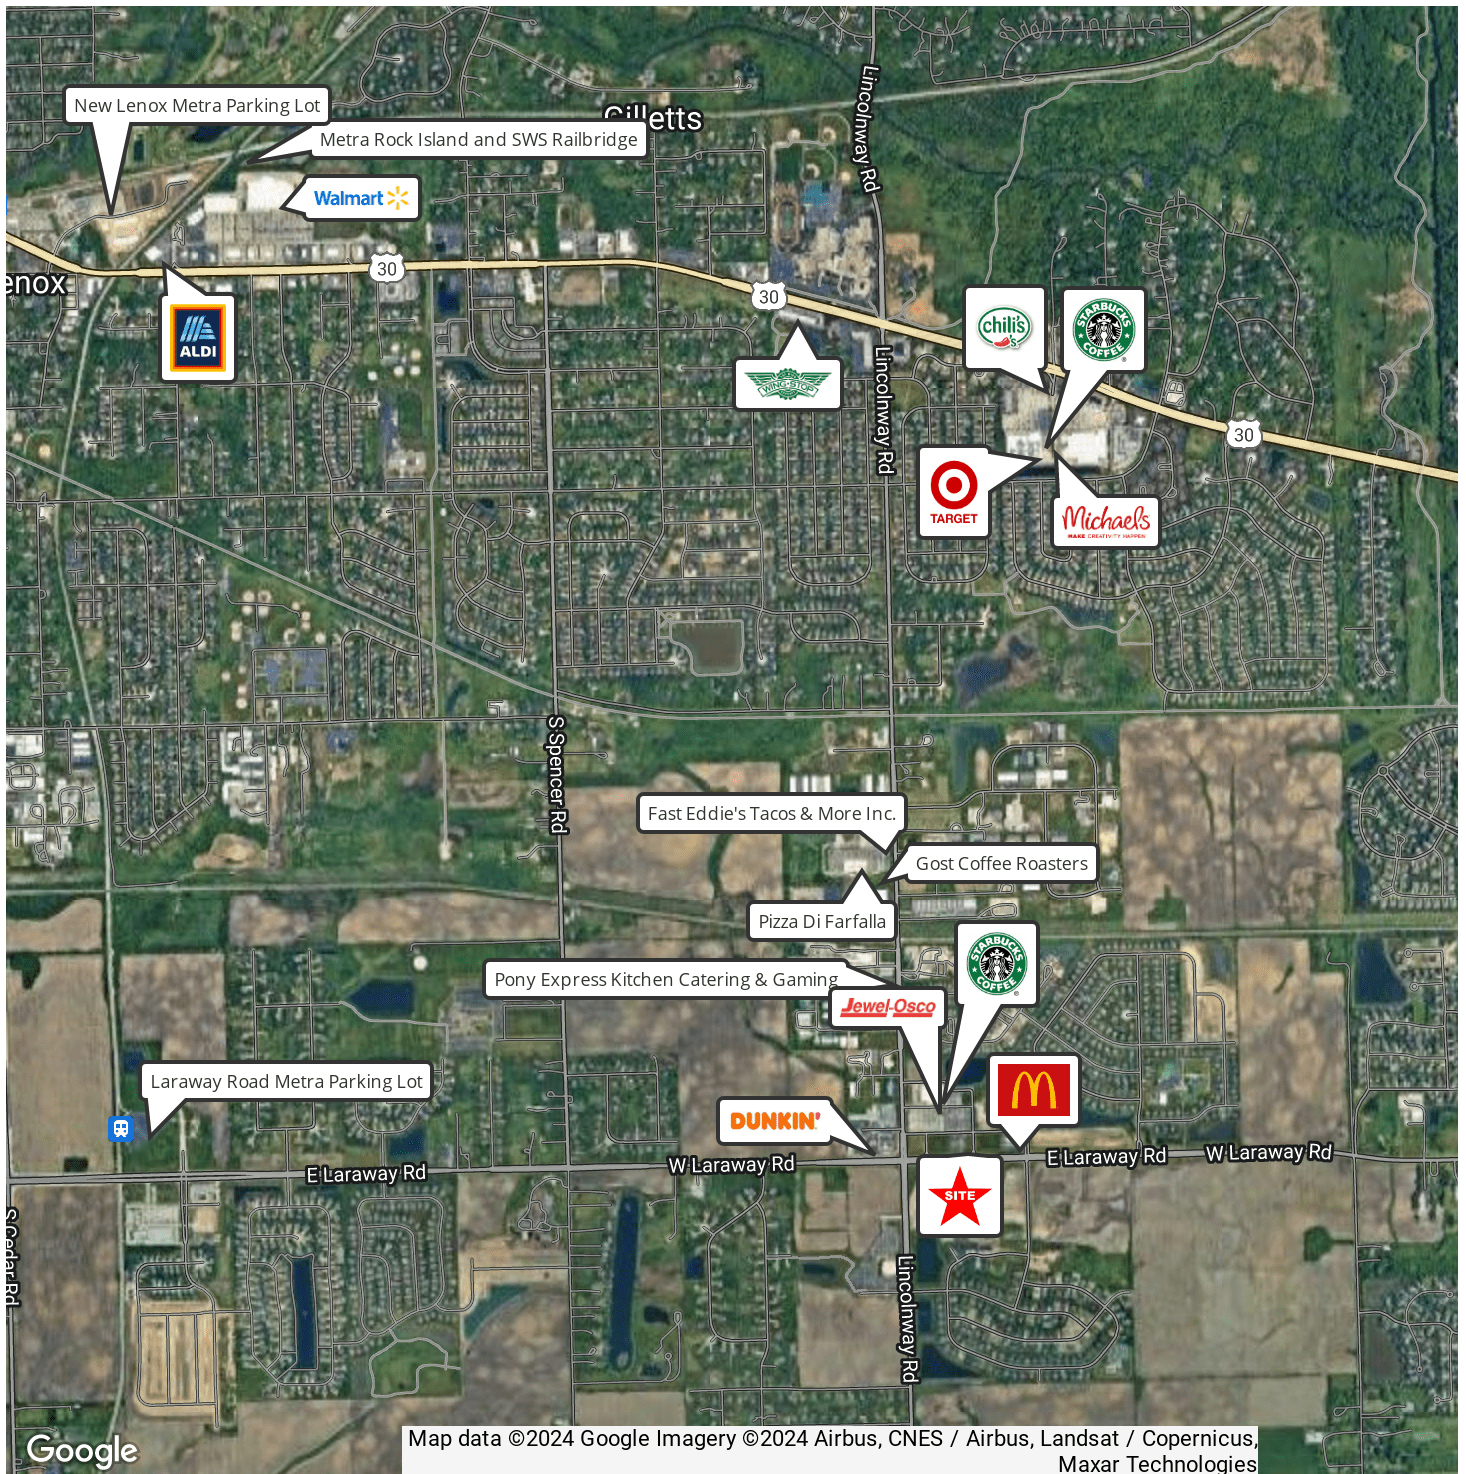 New Lenox Metra Parking Lot
Gilletts
Metra Rock Island and SWS Railbridge
Lincolnway Rd
Walmart
30
enox
30
ALDI
chili's
STARBUCKS
COFFEE
WING-STOP
Lincolnway Rd
30
TARGET
Michaels
MAKE CREATIVITY HAPPEN
S Spencer Rd
Fast Eddie's Tacos & More Inc.
Gost Coffee Roasters
Pizza Di Farfalla
STARBUCKS
COFFEE
Pony Express Kitchen Catering & Gaming
Jewel-Osco
Laraway Road Metra Parking Lot
DUNKIN'
E Laraway Rd
W Laraway Rd
E Laraway Rd
W Laraway Rd
SITE
S Cedar Rd
Lincolnway Rd
Google
Map data ©2024 Google Imagery ©2024 Airbus, CNES / Airbus, Landsat / Copernicus,
Maxar Technologies